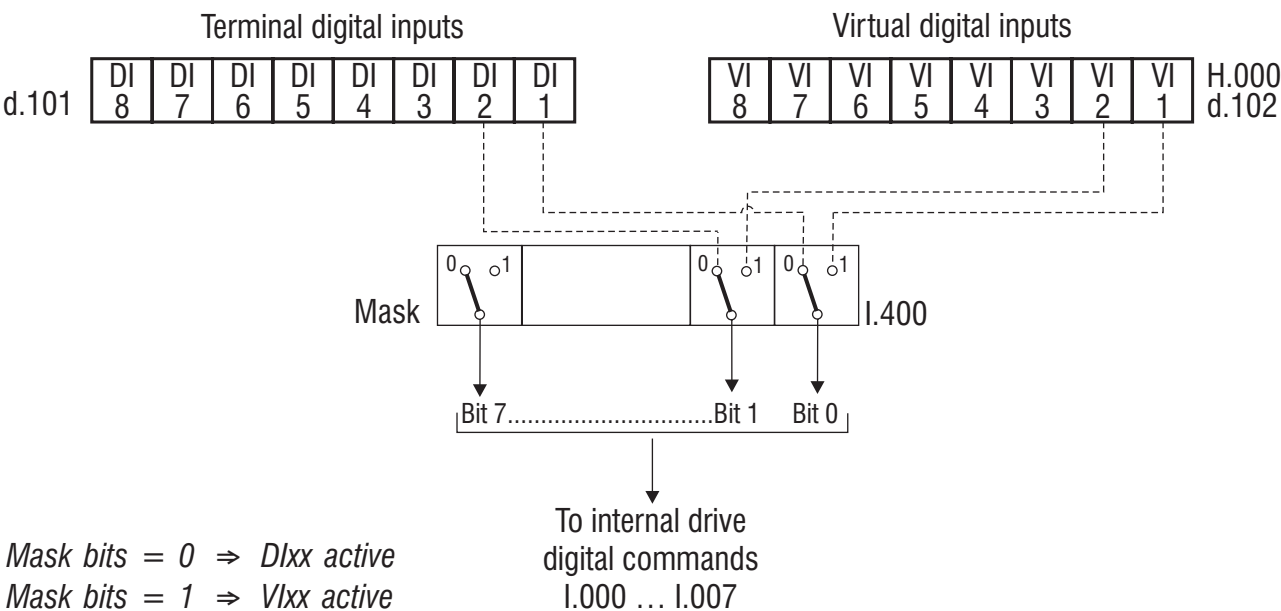 Terminal digital inputs
Virtual digital inputs
d.101
DI 8 DI 7 DI 6 DI 5 DI 4 DI 3 DI 2 DI 1
VI 8 VI 7 VI 6 VI 5 VI 4 VI 3 VI 2 VI 1
H.000
d.102
0 1
0 1
0 1
Mask
I.400
Bit 7..............................Bit 1 Bit 0
To internal drive
digital commands
I.000 ... I.007
Mask bits = 0 ⇒ DIxx active
Mask bits = 1 ⇒ VIxx active